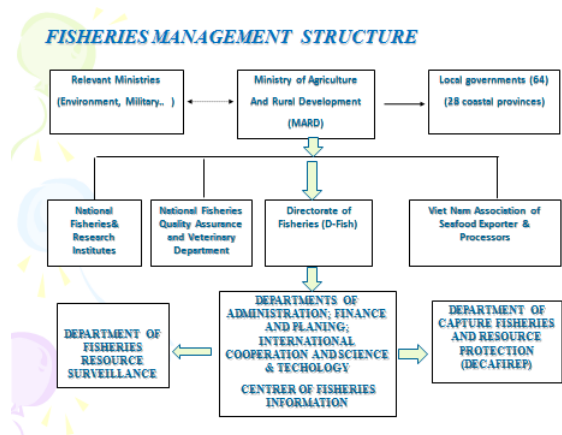 FISHERIES MANAGEMENT STRUCTURE
Relevant Ministries
(Environment, Military.. )
Ministry of Agriculture
And Rural Development
(MARD)
Local governments (64)
(28 coastal provinces)
National
Fisheries&
Research
Institutes
National Fisheries
Quality Assurance
and Veterinary
Department
Directorate of
Fisheries (D-Fish)
Viet Nam Association of
Seafood Exporter &
Processors
DEPARTMENT OF
FISHERIES
RESOURCE
SURVEILLANCE
DEPARTMENTS OF
ADMINISTRATION; FINANCE
AND PLANING;
INTERNATIONAL
COOPERATION AND SCIENCE
& TECHOLOGY
CENTRER OF FISHERIES
INFORMATION
DEPARTMENT OF
CAPTURE FISHERIES
AND RESOURCE
PROTECTION
(DECAFIREP)